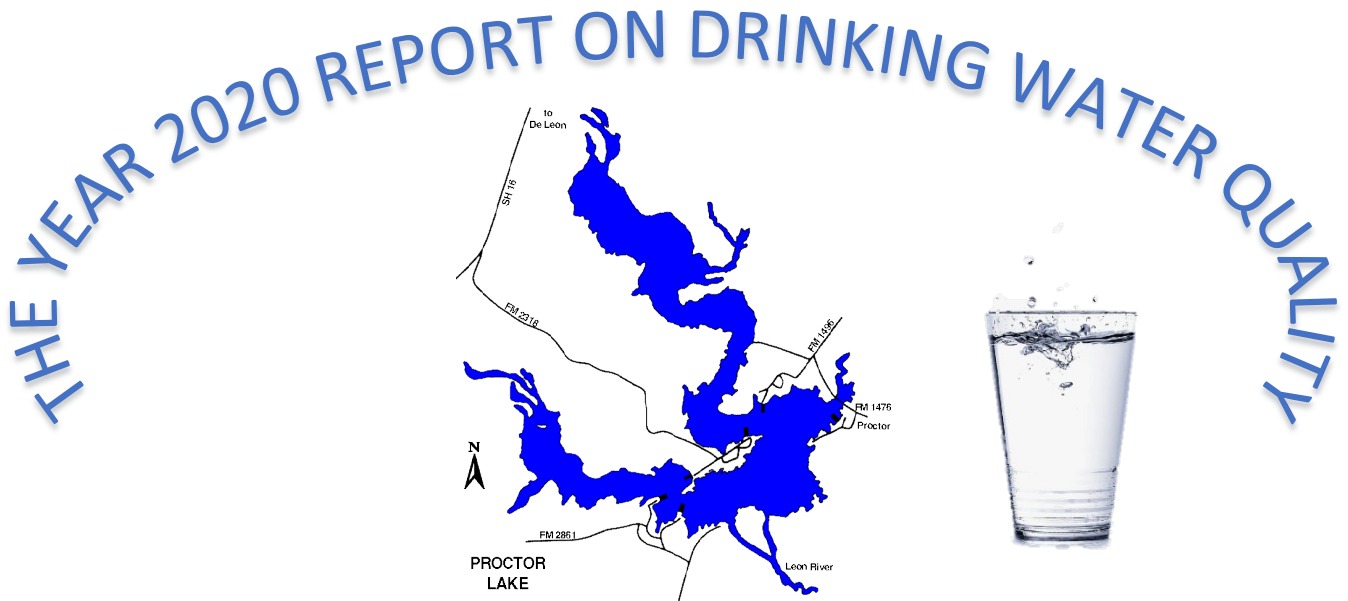 THE YEAR 2020 REPORT ON DRINKING WATER QUALITY
to
De Leon
SH 16
FM 2318
FM 1496
FM 1476
Proctor
N
FM 2861
PROCTOR
LAKE
Leon River